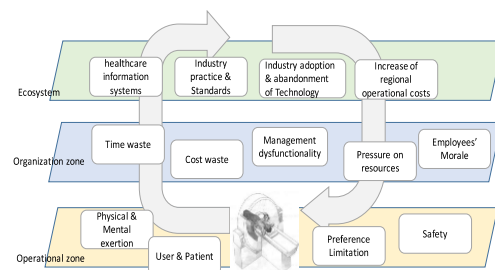 healthcare
information
systems
Industry
practice &
Standards
Industry adoption
& abandonment
of Technology
Increase of
regional
operational costs
Ecosystem
Time waste
Cost waste
Management
dysfunctionality
Pressure on
resources
Employees'
Morale
Organization zone
Physical &
Mental
exertion
User & Patient
Preference
Limitation
Safety
Operational zone